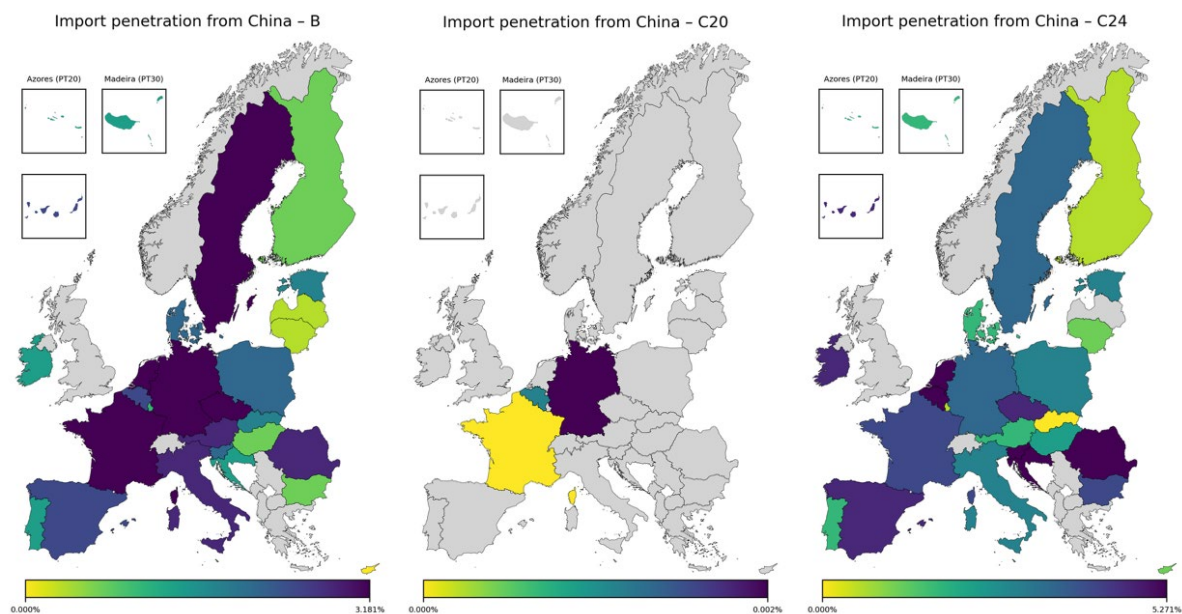 Import penetration from China – B
Azores (PT20)
Madeira (PT30)
0.000%
3.181%
Import penetration from China – C20
Azores (PT20)
Madeira (PT30)
0.000%
0.002%
Import penetration from China – C24
Azores (PT20)
Madeira (PT30)
0.000%
5.271%